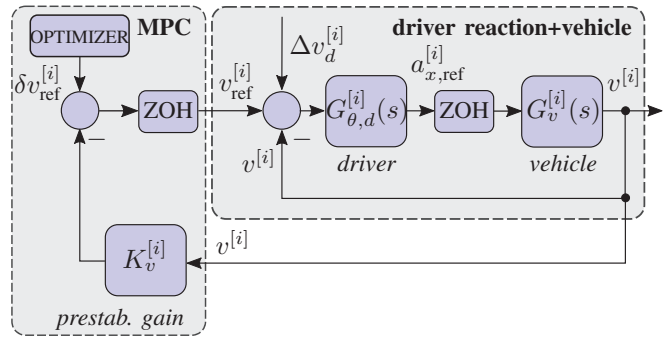 MPC
driver reaction+vehicle
OPTIMIZER
δv_ref^[i]
−
ZOH
v_ref^[i]
Δv_d^[i]
−
v^[i]
G_θ,d^[i](s)
driver
a_x,ref^[i]
ZOH
G_v^[i](s)
vehicle
v^[i]
K_v^[i]
v^[i]
prestab. gain